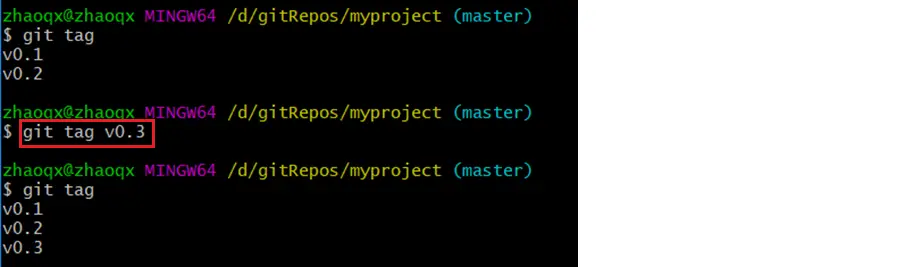 zhaoqx@zhaoqx MINGW64 /d/gitRepos/myproject (master)
$ git tag
v0.1
v0.2
zhaoqx@zhaoqx MINGW64 /d/gitRepos/myproject (master)
$ git tag v0.3
zhaoqx@zhaoqx MINGW64 /d/gitRepos/myproject (master)
$ git tag
v0.1
v0.2
v0.3